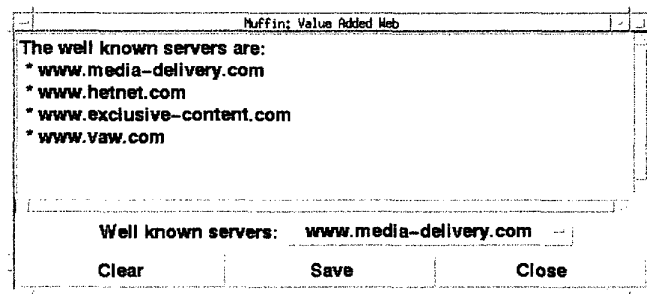 Muffin: Value Added Web
The well known servers are:
* www.media-delivery.com
* www.hetnet.com
* www.exclusive-content.com
* www.vaw.com
Well known servers: www.media-delivery.com
Clear Save Close